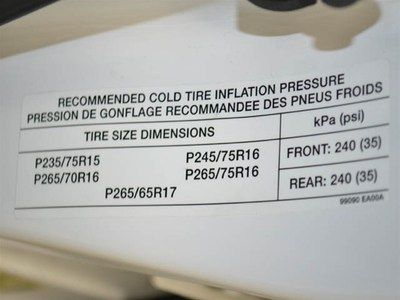 RECOMMENDED COLD TIRE INFLATION PRESSURE
PRESSION DE GONFLAGE RECOMMANDEE DES PNEUS FROIDS
TIRE SIZE DIMENSIONS kPa (psi)
P235/75R15 P245/75R16 FRONT: 240 (35)
P265/70R16 P265/75R16
P265/65R17 REAR: 240 (35)
99090 EA00A